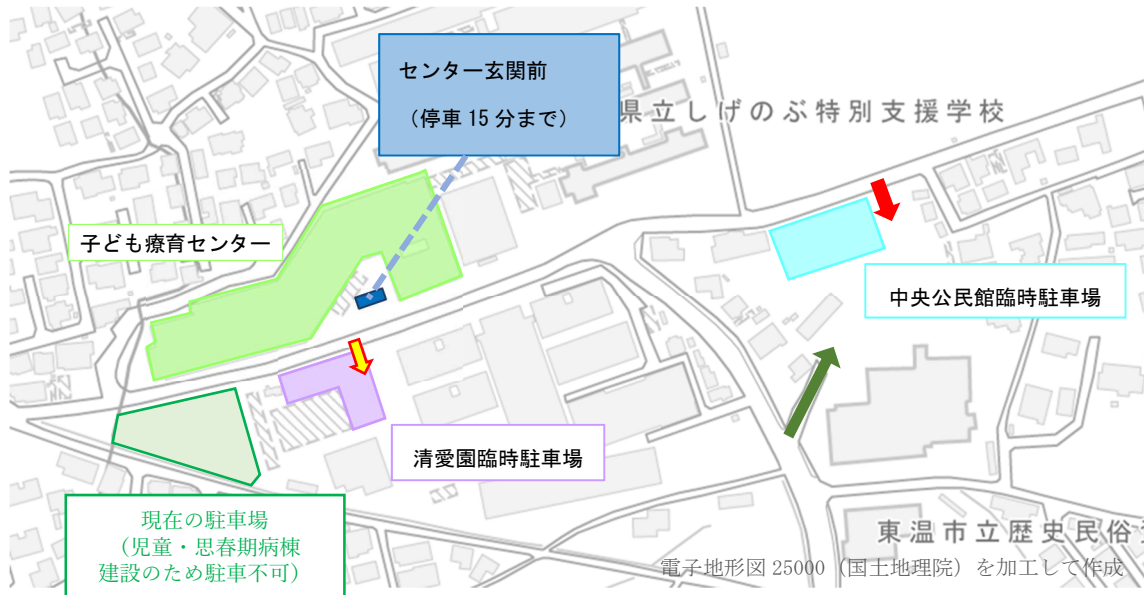 センター玄関前
（停車 15 分まで）
県立しげのぶ特別支援学校
子ども療育センター
中央公民館臨時駐車場
清愛園臨時駐車場
現在の駐車場
（児童・思春期病棟
建設のため駐車不可）
東温市立歴史民俗
電子地形図 25000（国土地理院）を加工して作成